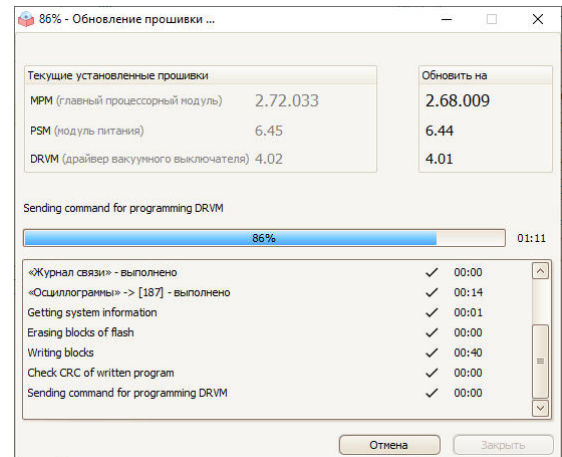 86% - Обновление прошивки ...
Текущие установленные прошивки
Обновить на
MPM (главный процессорный модуль) 2.72.033 2.68.009
PSM (модуль питания) 6.45 6.44
DRVM (драйвер вакуумного выключателя) 4.02 4.01
Sending command for programming DRVM
86% 01:11
«Журнал связи» - выполнено ✓ 00:00
«Осциллограммы» -> [187] - выполнено ✓ 00:14
Getting system information ✓ 00:01
Erasing blocks of flash ✓ 00:00
Writing blocks ✓ 00:40
Check CRC of written program ✓ 00:00
Sending command for programming DRVM ✓ 00:00
Отмена Закрыть